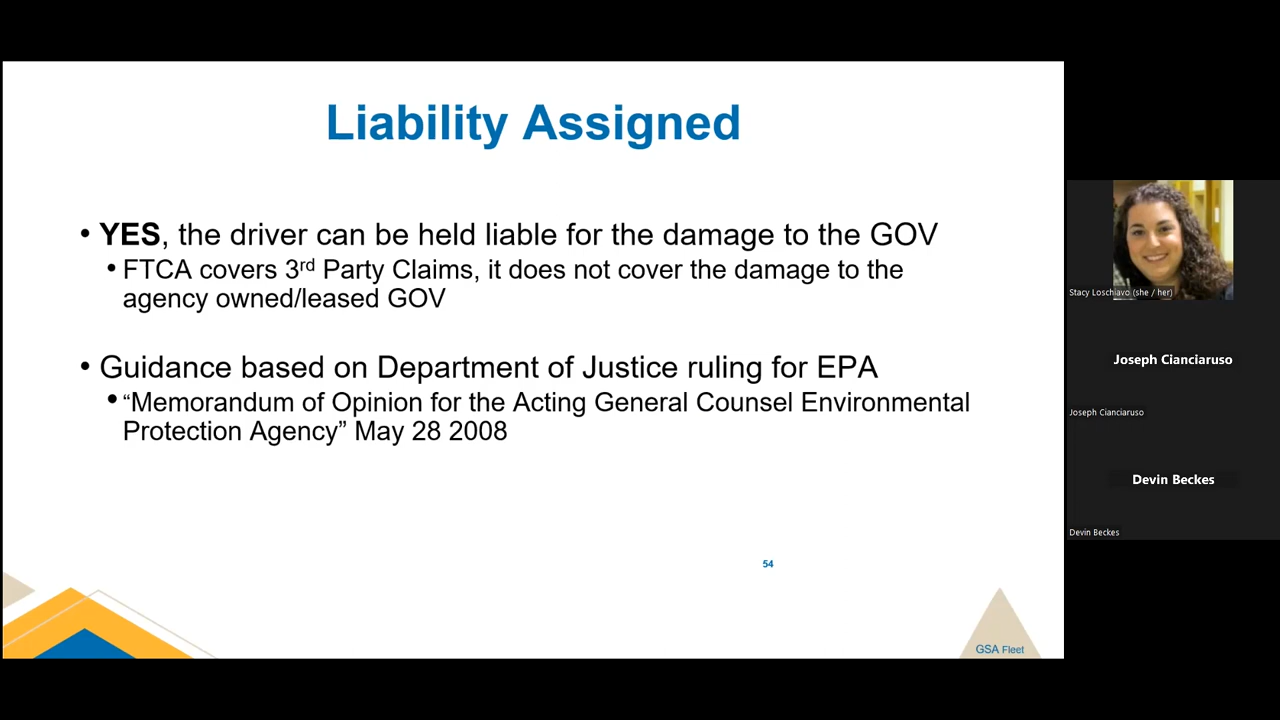 Liability Assigned
• YES, the driver can be held liable for the damage to the GOV
• FTCA covers 3rd Party Claims, it does not cover the damage to the
agency owned/leased GOV
• Guidance based on Department of Justice ruling for EPA
• “Memorandum of Opinion for the Acting General Counsel Environmental
Protection Agency” May 28 2008
54
GSA Fleet
Stacy Loschiavo (she / her)
Joseph Cianciaruso
Joseph Cianciaruso
Devin Beckes
Devin Beckes